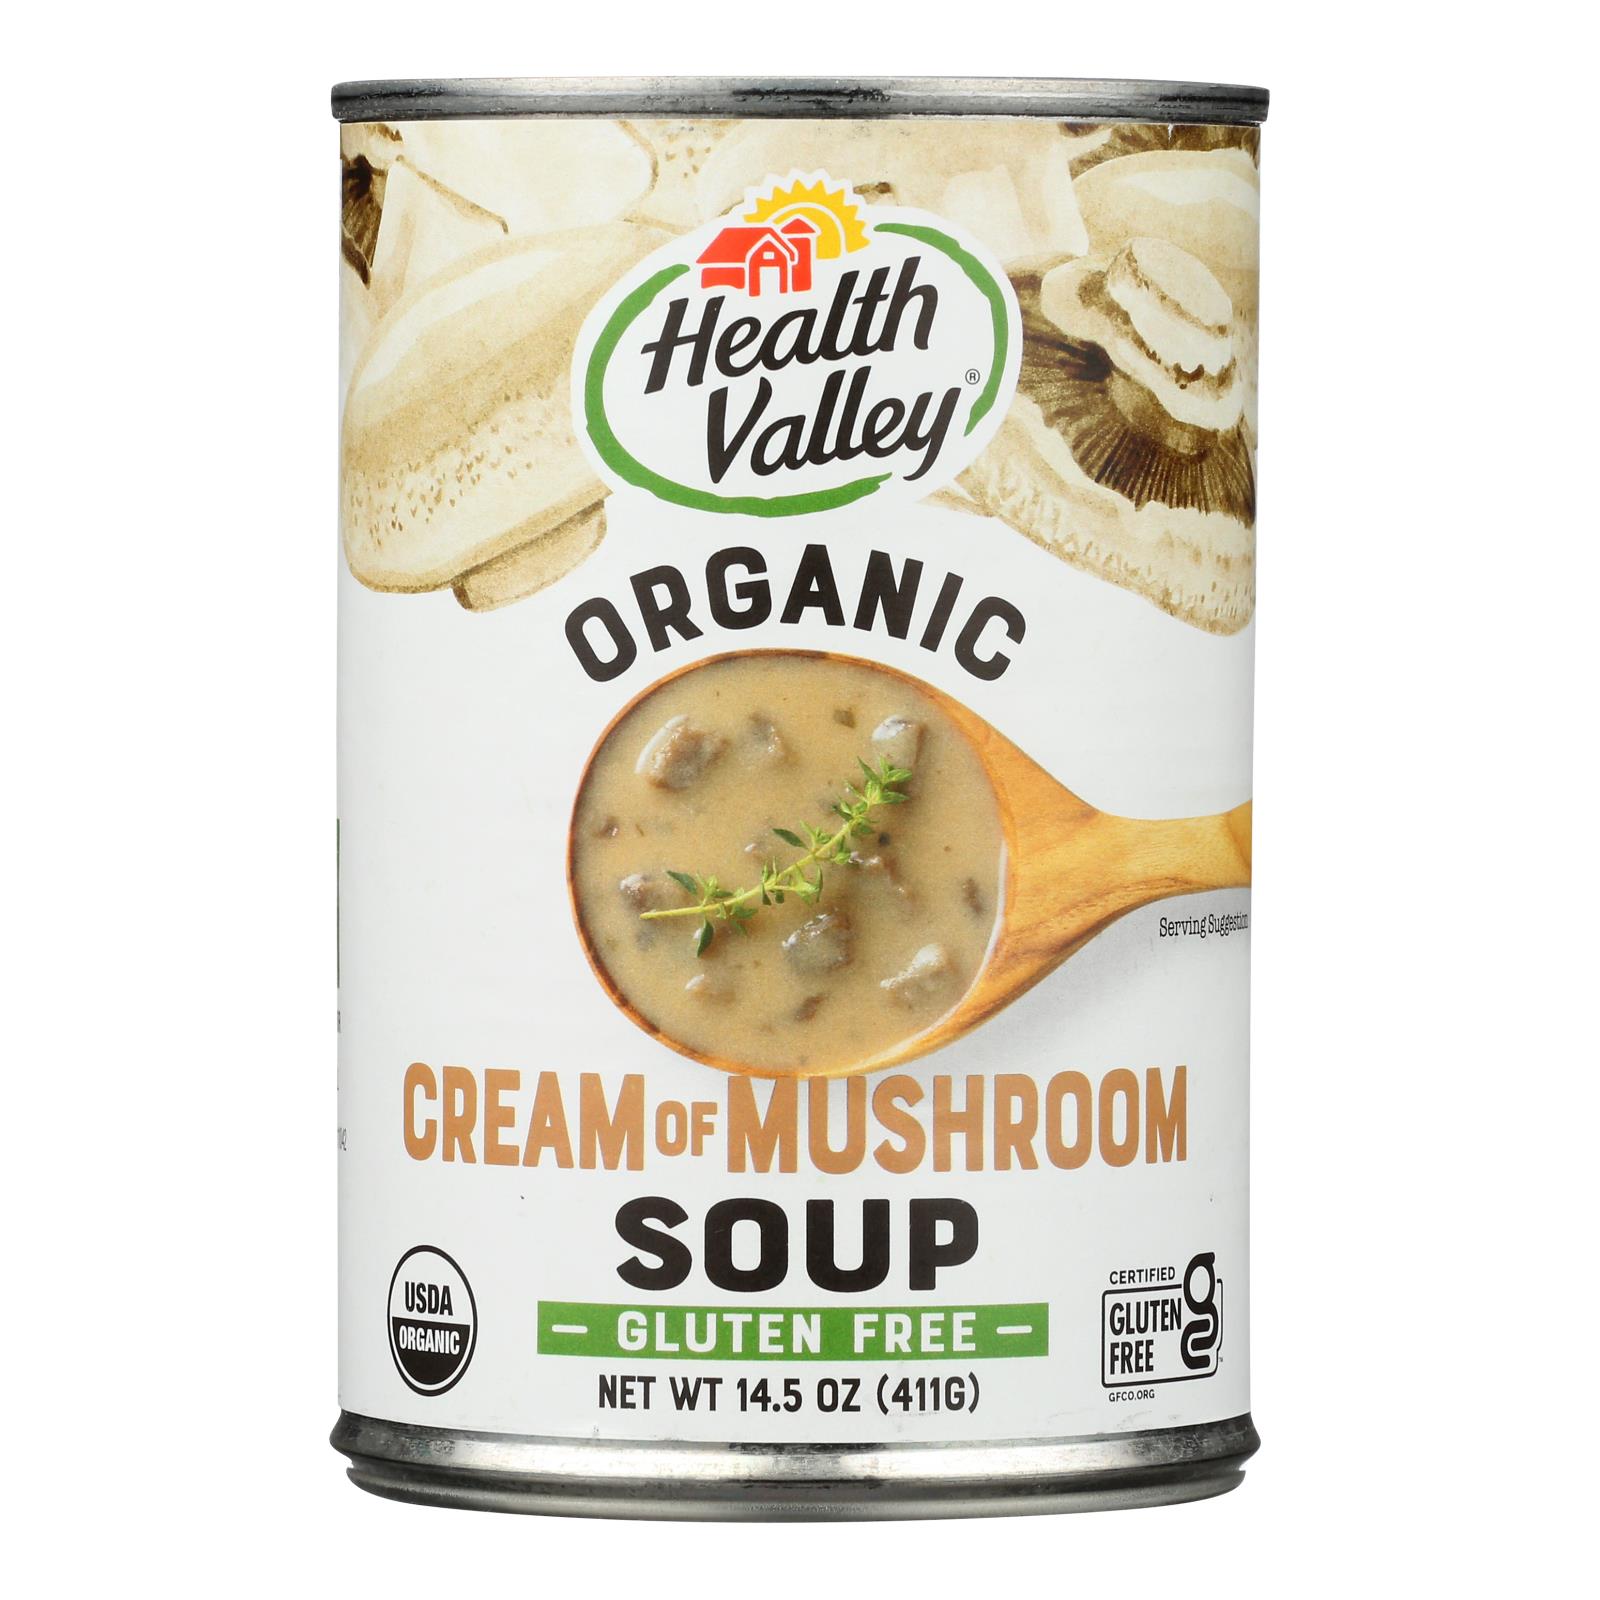 Health
Valley®
ORGANIC
Serving Suggestion
CREAM OF MUSHROOM
SOUP
— GLUTEN FREE —
NET WT 14.5 OZ (411G)
USDA
ORGANIC
CERTIFIED
GLUTEN
FREE
GFCO.ORG